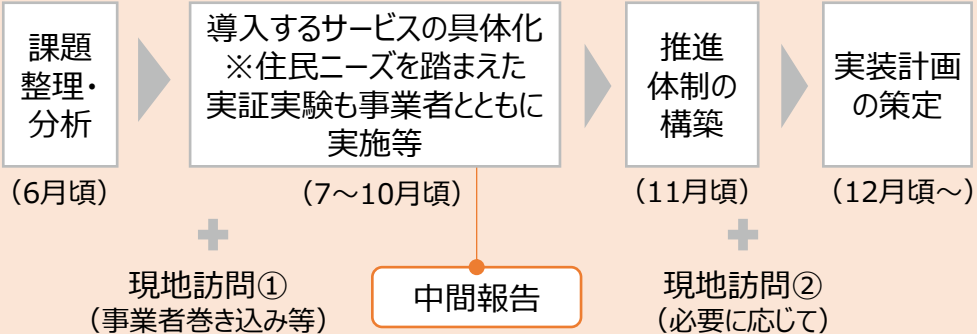 課題
整理・
分析
導入するサービスの具体化
※住民ニーズを踏まえた
実証実験も事業者とともに
実施等
推進
体制の
構築
実装計画
の策定
（6月頃）
（7～10月頃）
（11月頃）
（12月頃～）
現地訪問①
（事業者巻き込み等）
中間報告
現地訪問②
（必要に応じて）